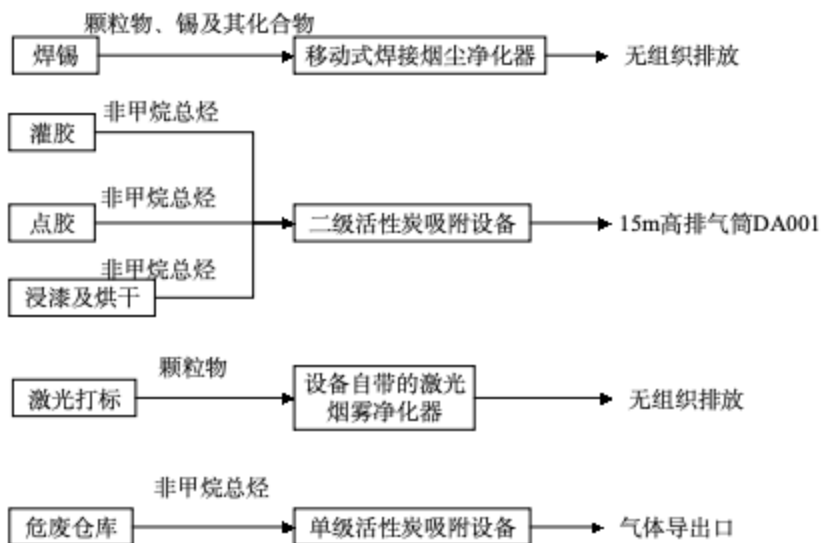 颗粒物、锡及其化合物
焊锡
移动式焊接烟尘净化器
无组织排放
非甲烷总烃
灌胶
非甲烷总烃
点胶
二级活性炭吸附设备
15m高排气筒DA001
非甲烷总烃
浸漆及烘干
颗粒物
激光打标
设备自带的激光
烟雾净化器
无组织排放
非甲烷总烃
危废仓库
单级活性炭吸附设备
气体导出口